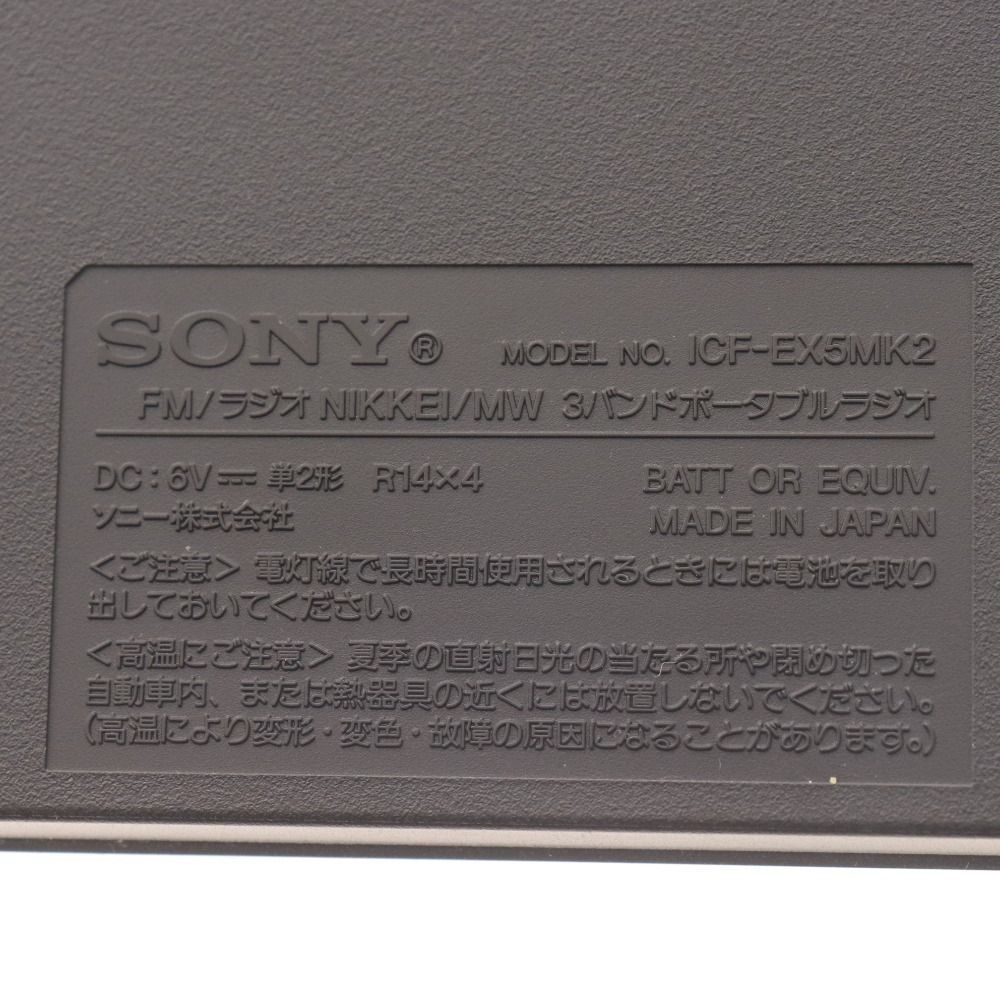 SONY® MODEL NO. ICF-EX5MK2
FM/ラジオNIKKEI/MW 3バンドポータブルラジオ
DC:6V⎓ 単2形 R14×4 BATT OR EQUIV.
ソニー株式会社 MADE IN JAPAN
<ご注意> 電灯線で長時間使用されるときには電池を取り
出しておいてください。
<高温にご注意> 夏季の直射日光の当たる所や閉め切った
自動車内、または熱器具の近くには放置しないでください。
(高温により変形・変色・故障の原因になることがあります。)